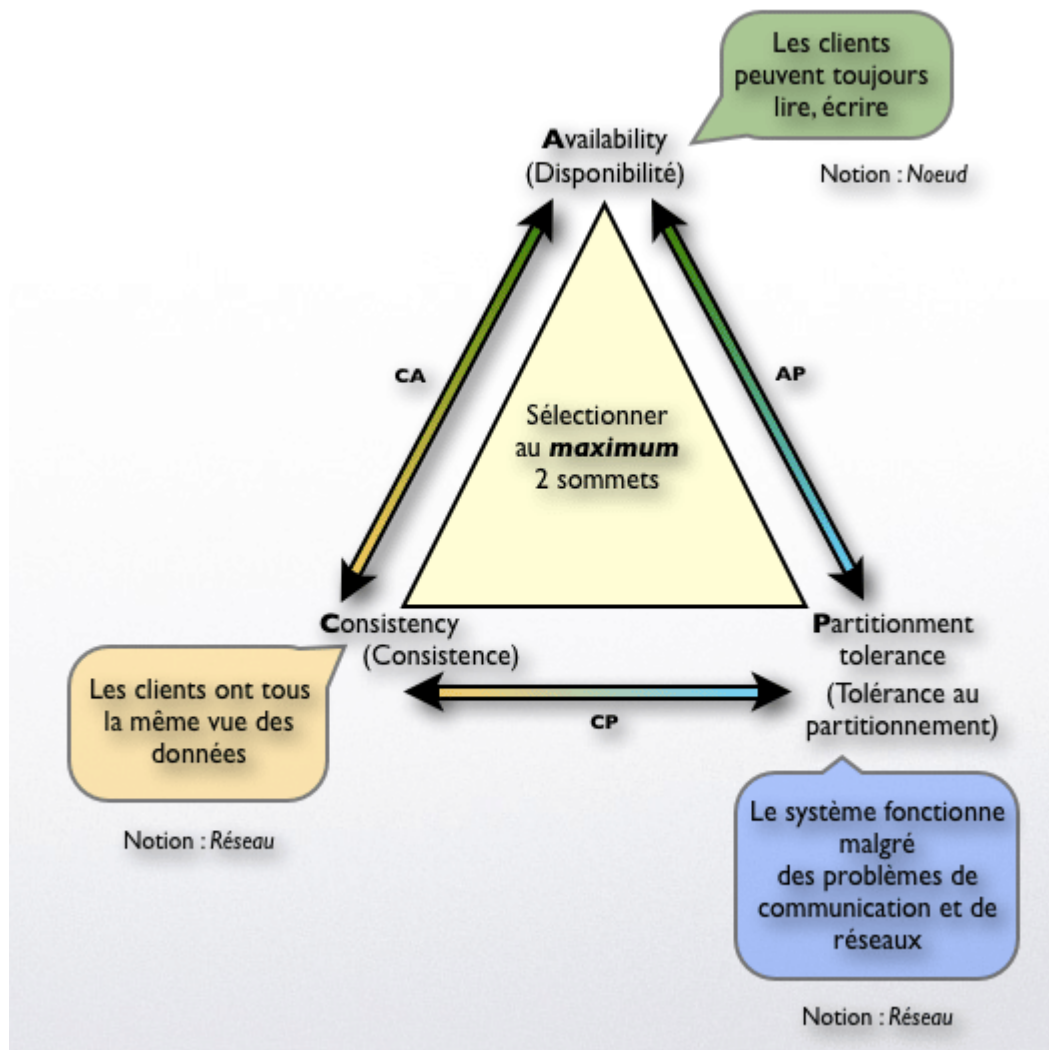 Les clients
peuvent toujours
lire, écrire
Availability
(Disponibilité)
Notion : Noeud
CA
AP
Sélectionner
au maximum
2 sommets
Consistency
(Consistence)
Partitionment
tolerance
(Tolérance au
partitionnement)
CP
Les clients ont tous
la même vue des
données
Notion : Réseau
Le système fonctionne
malgré
des problèmes de
communication et de
réseaux
Notion : Réseau